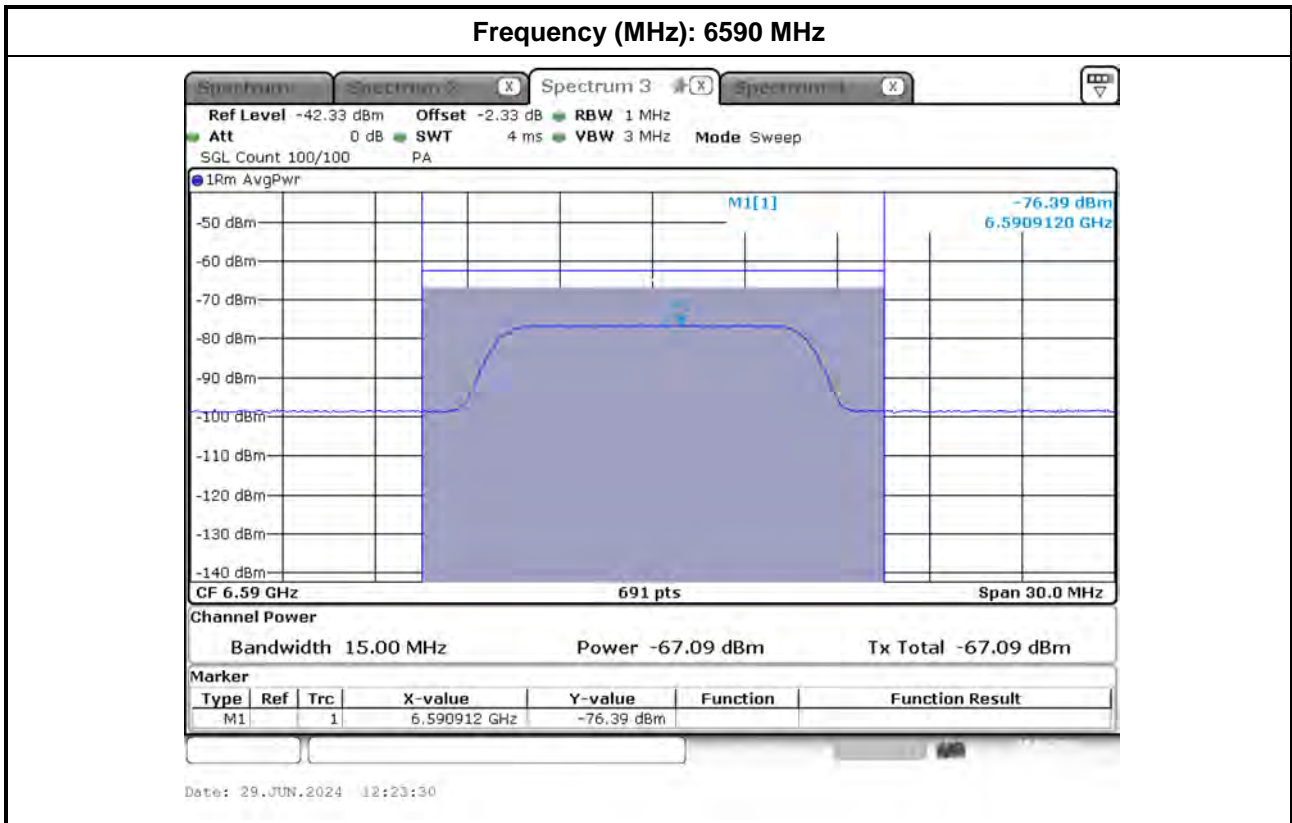 Frequency (MHz): 6590 MHz
Spectrum Spectrum 2 X Spectrum 3 X Spectrum 4 X
Ref Level -42.33 dBm Offset -2.33 dB RBW 1 MHz
Att 0 dB SWT 4 ms VBW 3 MHz Mode Sweep
SGL Count 100/100 PA
1Rm AvgPwr
M1[1] -76.39 dBm
6.5909120 GHz
-50 dBm
-60 dBm
-70 dBm
-80 dBm
-90 dBm
-100 dBm
-110 dBm
-120 dBm
-130 dBm
-140 dBm
CF 6.59 GHz 691 pts Span 30.0 MHz
Channel Power
Bandwidth 15.00 MHz Power -67.09 dBm Tx Total -67.09 dBm
Marker
Type Ref Trc X-value Y-value Function Function Result
M1 1 6.590912 GHz -76.39 dBm
Date: 29.JUN.2024 12:23:30